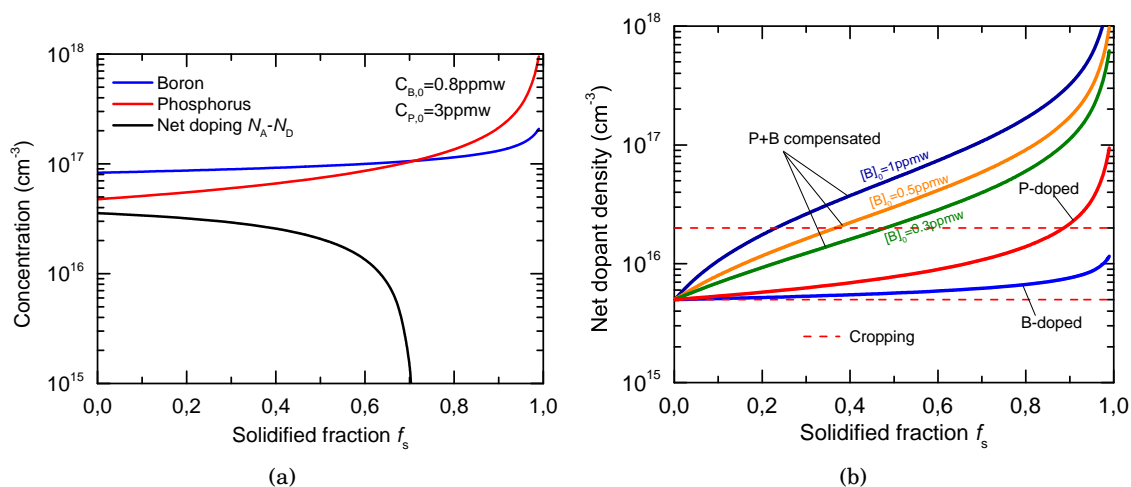 10^18
10^17
10^16
10^15
Concentration (cm^-3)
Boron
Phosphorus
Net doping N_A-N_D
C_B,0=0.8ppmw
C_P,0=3ppmw
0,0 0,2 0,4 0,6 0,8 1,0
Solidified fraction f_s
(a)
10^18
10^17
10^16
10^15
Net dopant density (cm^-3)
P+B compensated
[B]_0=1ppmw
[B]_0=0.5ppmw
[B]_0=0.3ppmw
P-doped
B-doped
Cropping
0,0 0,2 0,4 0,6 0,8 1,0
Solidified fraction f_s
(b)